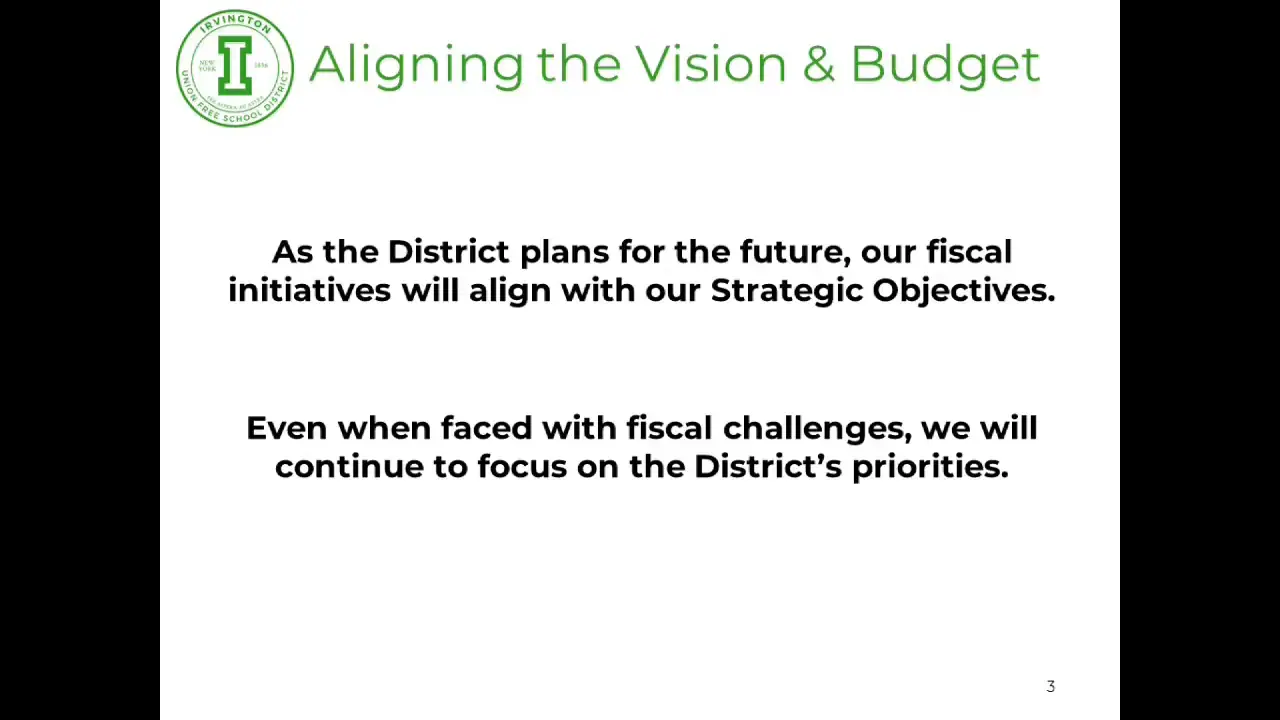 IRVINGTON
NEW YORK
UNION FREE SCHOOL DISTRICT
Aligning the Vision & Budget
As the District plans for the future, our fiscal
initiatives will align with our Strategic Objectives.
Even when faced with fiscal challenges, we will
continue to focus on the District’s priorities.
3